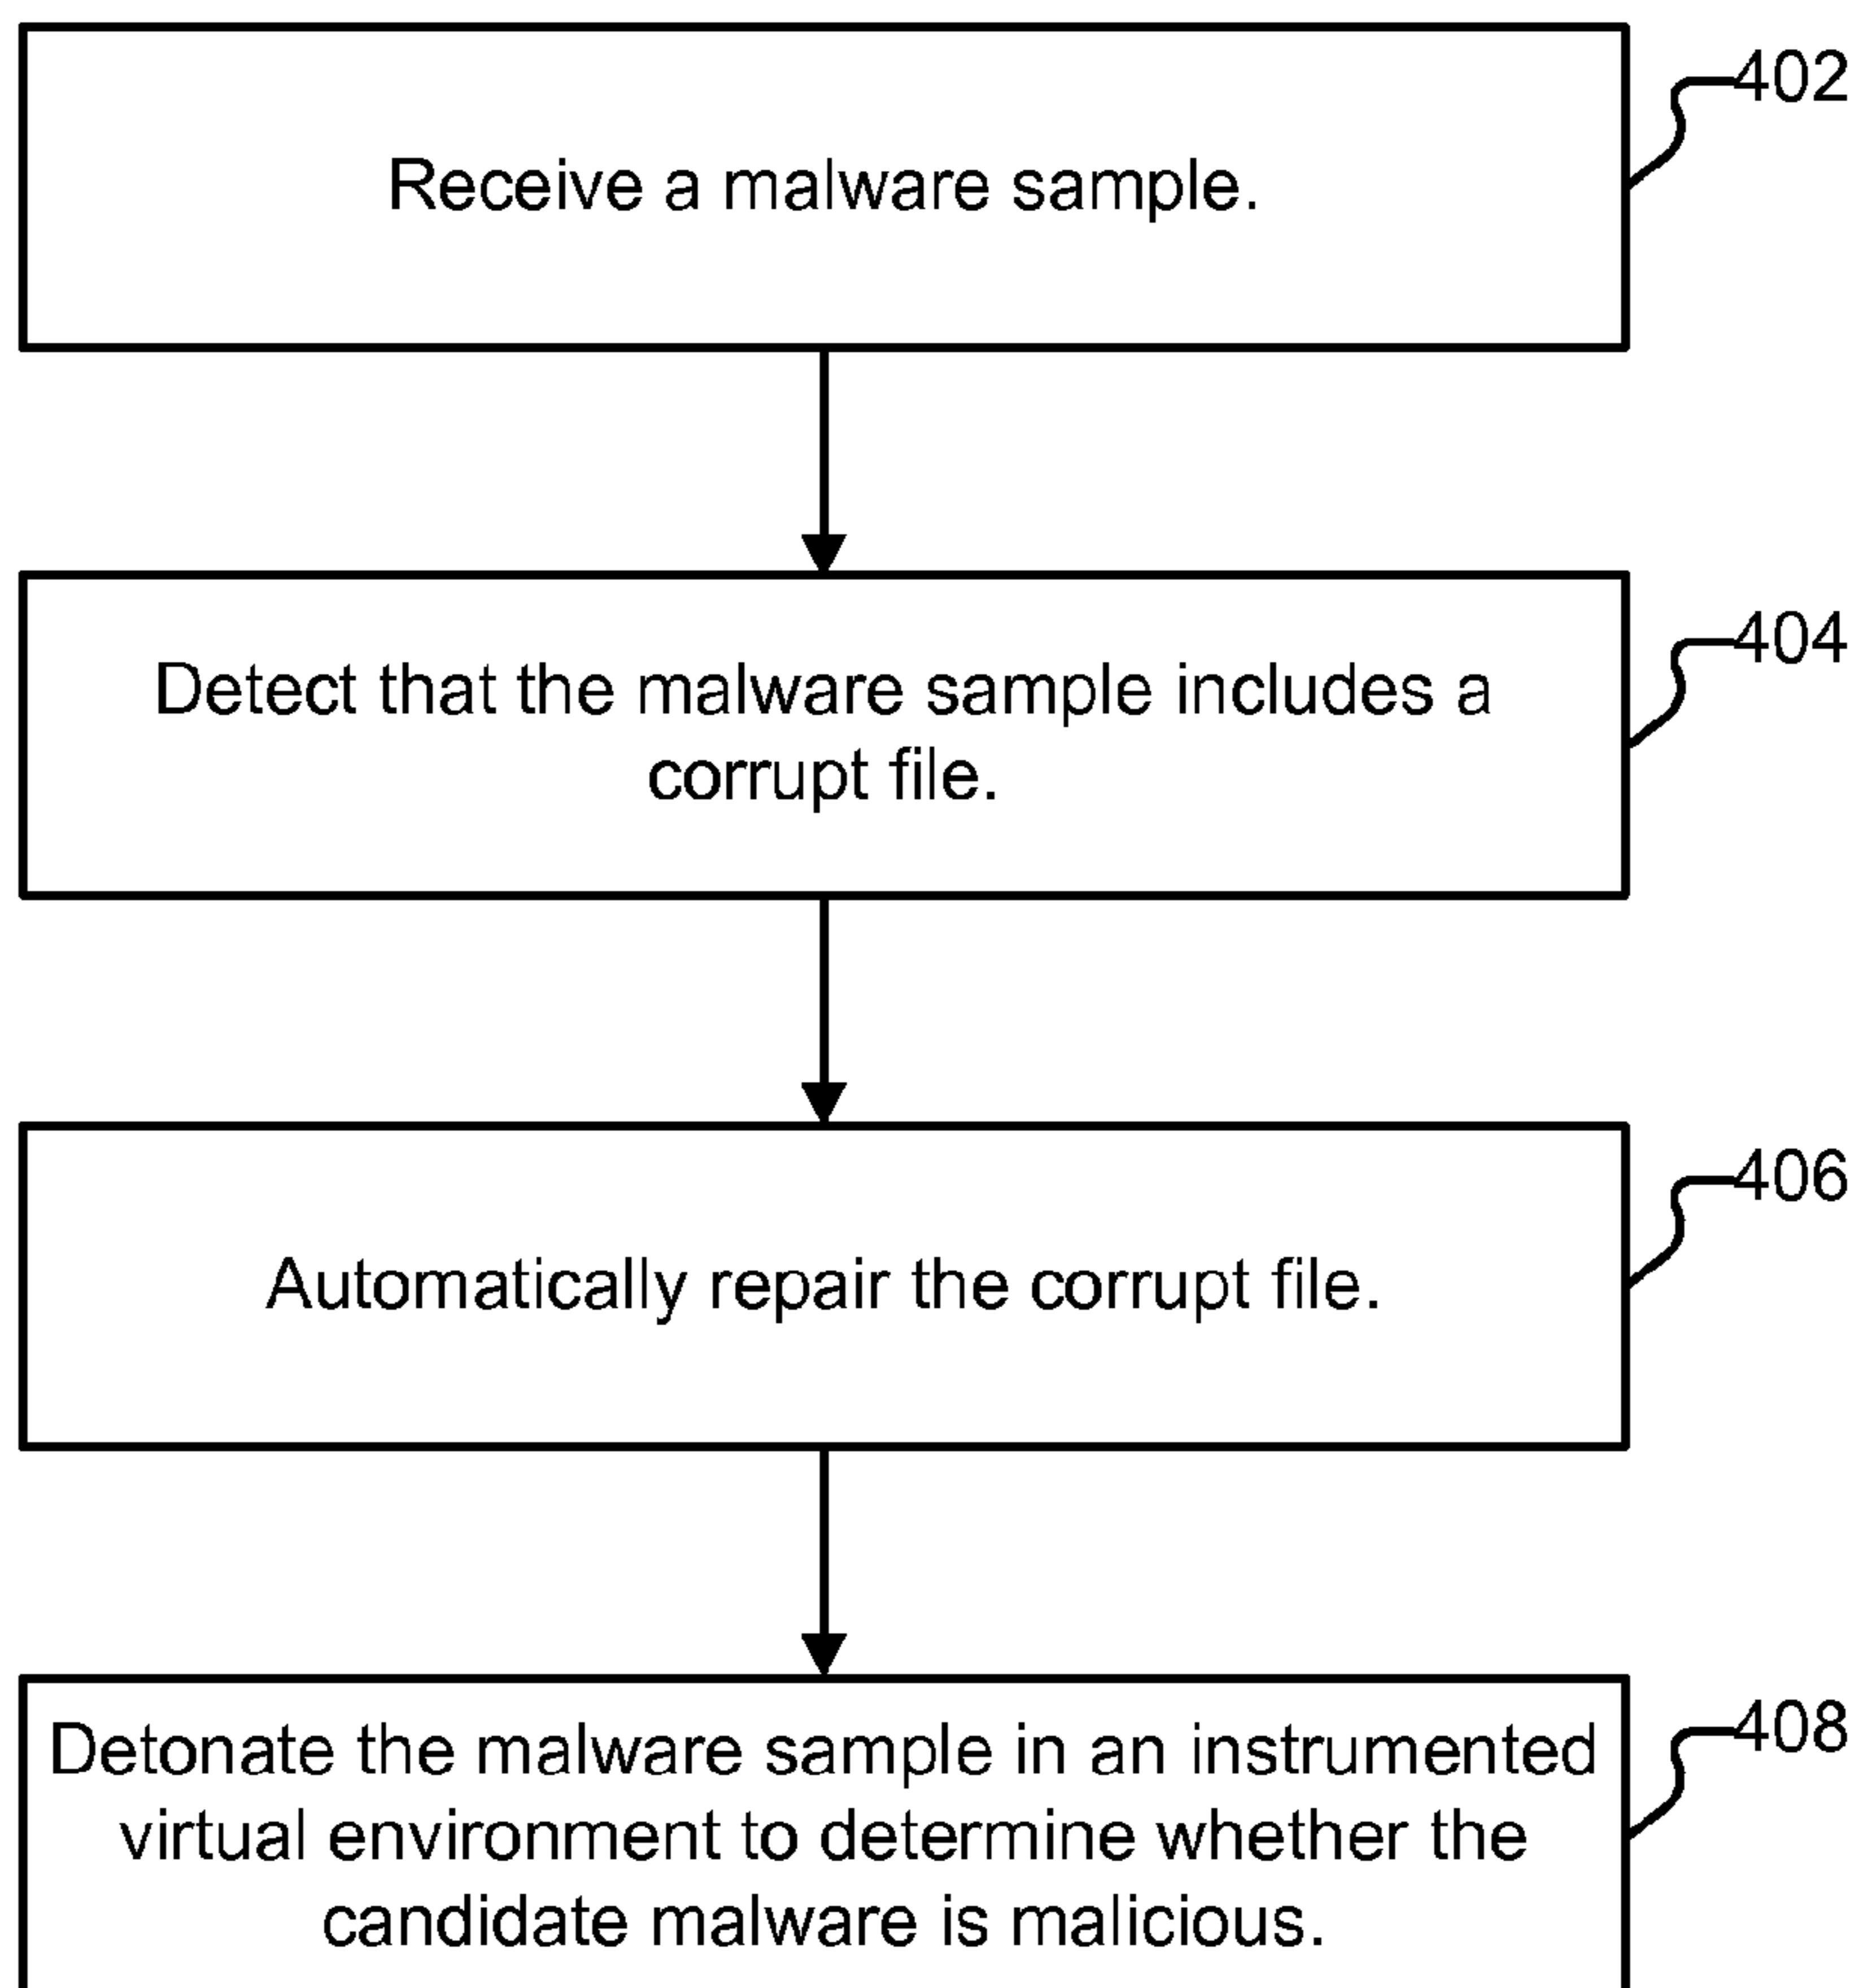 402
Receive a malware sample.
404
Detect that the malware sample includes a
corrupt file.
406
Automatically repair the corrupt file.
408
Detonate the malware sample in an instrumented
virtual environment to determine whether the
candidate malware is malicious.